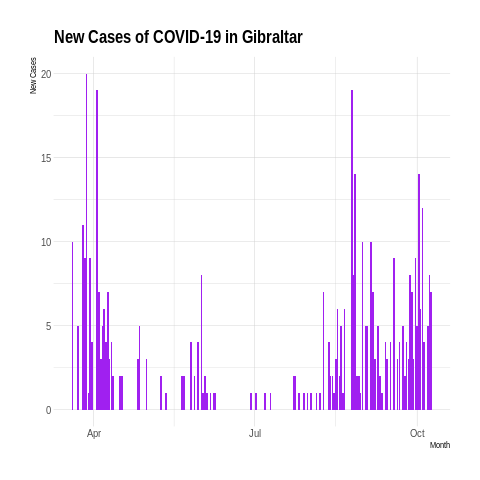 New Cases of COVID-19 in Gibraltar
New Cases
20
15
10
5
0
Apr
Jul
Oct
Month